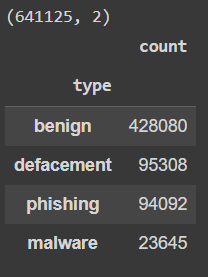 (641125, 2)
count
type
benign 428080
defacement 95308
phishing 94092
malware 23645